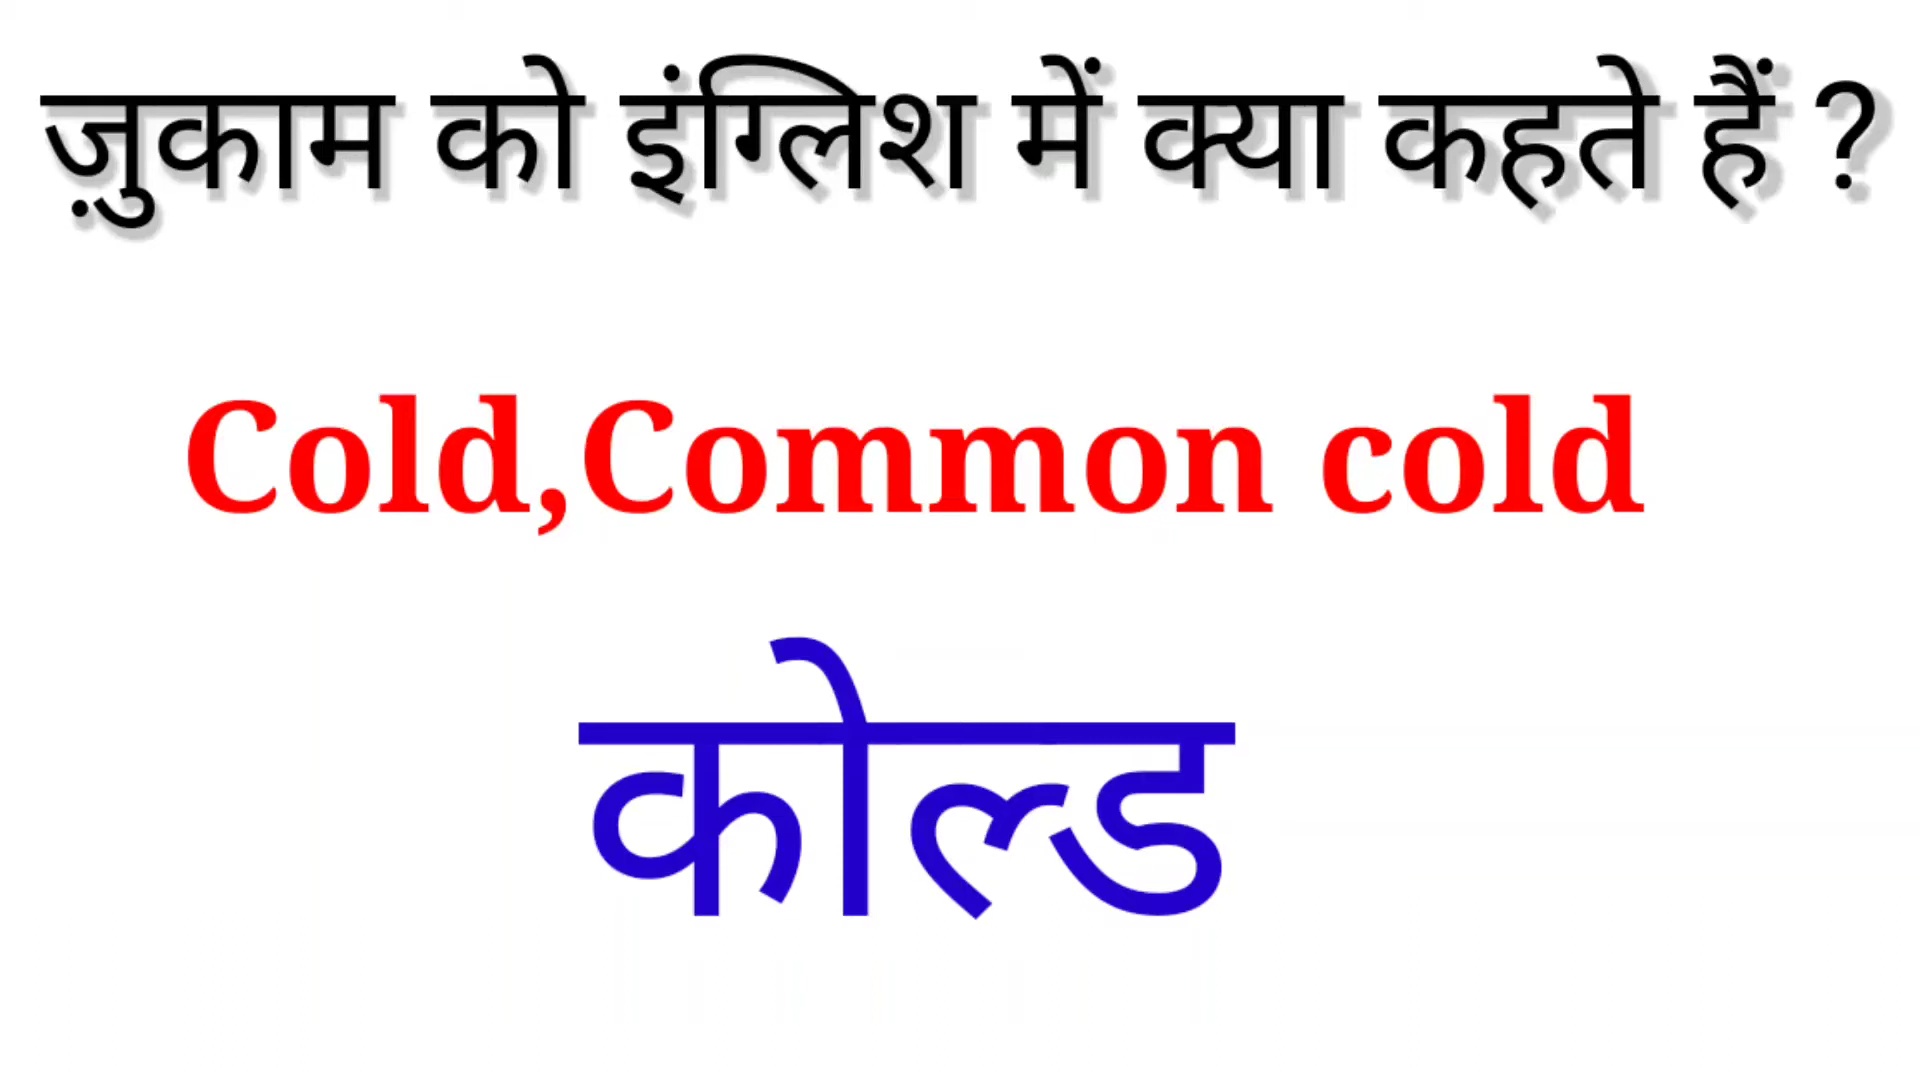 ज़ुकाम को इंग्लिश में क्या कहते हैं ?
Cold,Common cold
कोल्ड